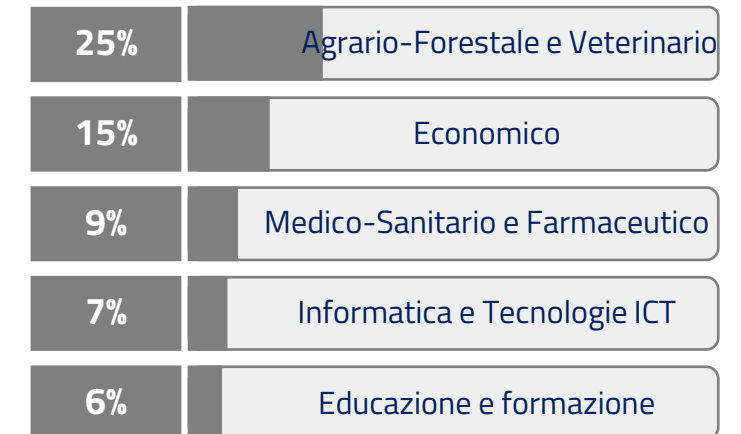 25% Agrario-Forestale e Veterinario
15% Economico
9% Medico-Sanitario e Farmaceutico
7% Informatica e Tecnologie ICT
6% Educazione e formazione